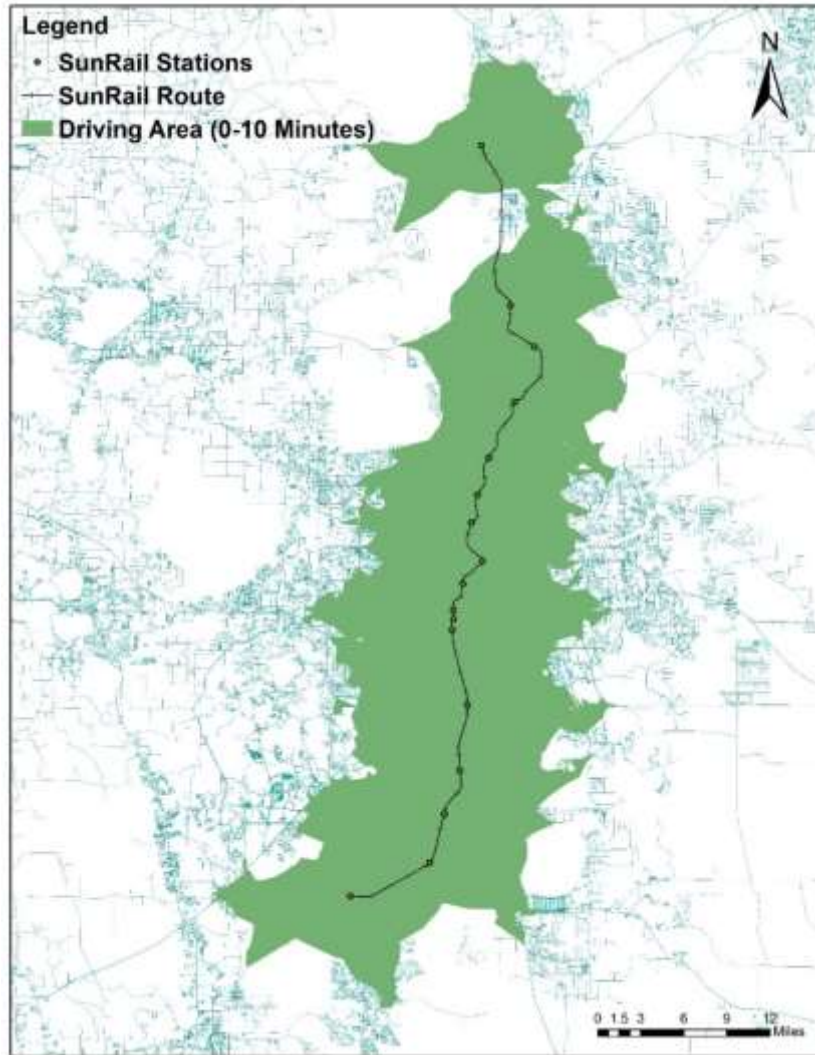 Legend
SunRail Stations
SunRail Route
Driving Area (0-10 Minutes)
N
0 1.5 3 6 9 12
Miles